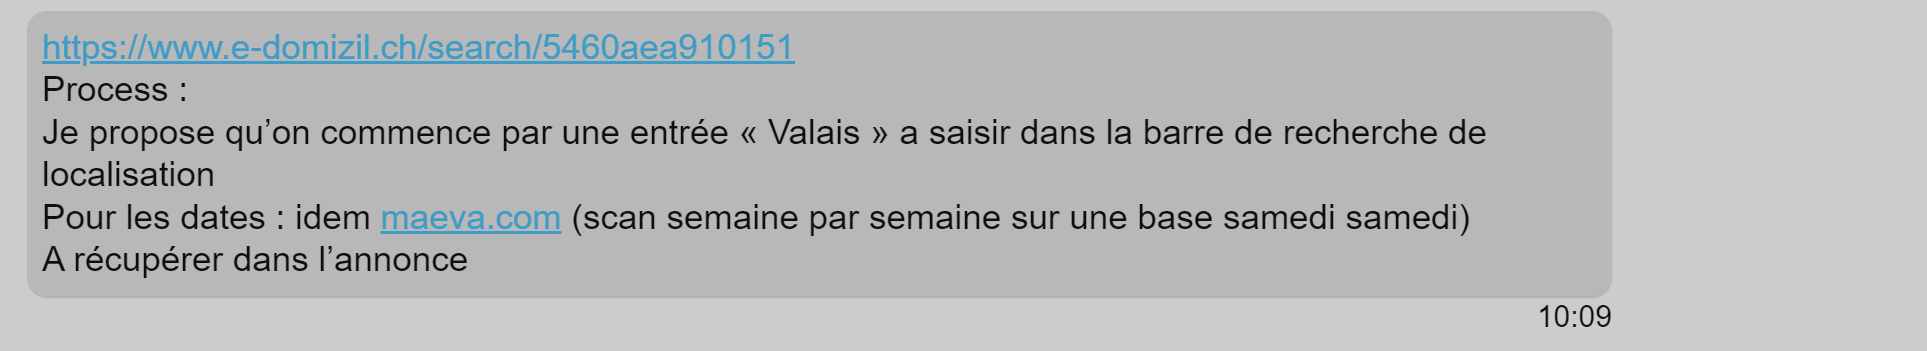 https://www.e-domizil.ch/search/5460aea910151
Process :
Je propose qu’on commence par une entrée « Valais » a saisir dans la barre de recherche de
localisation
Pour les dates : idem maeva.com (scan semaine par semaine sur une base samedi samedi)
A récupérer dans l’annonce
10:09